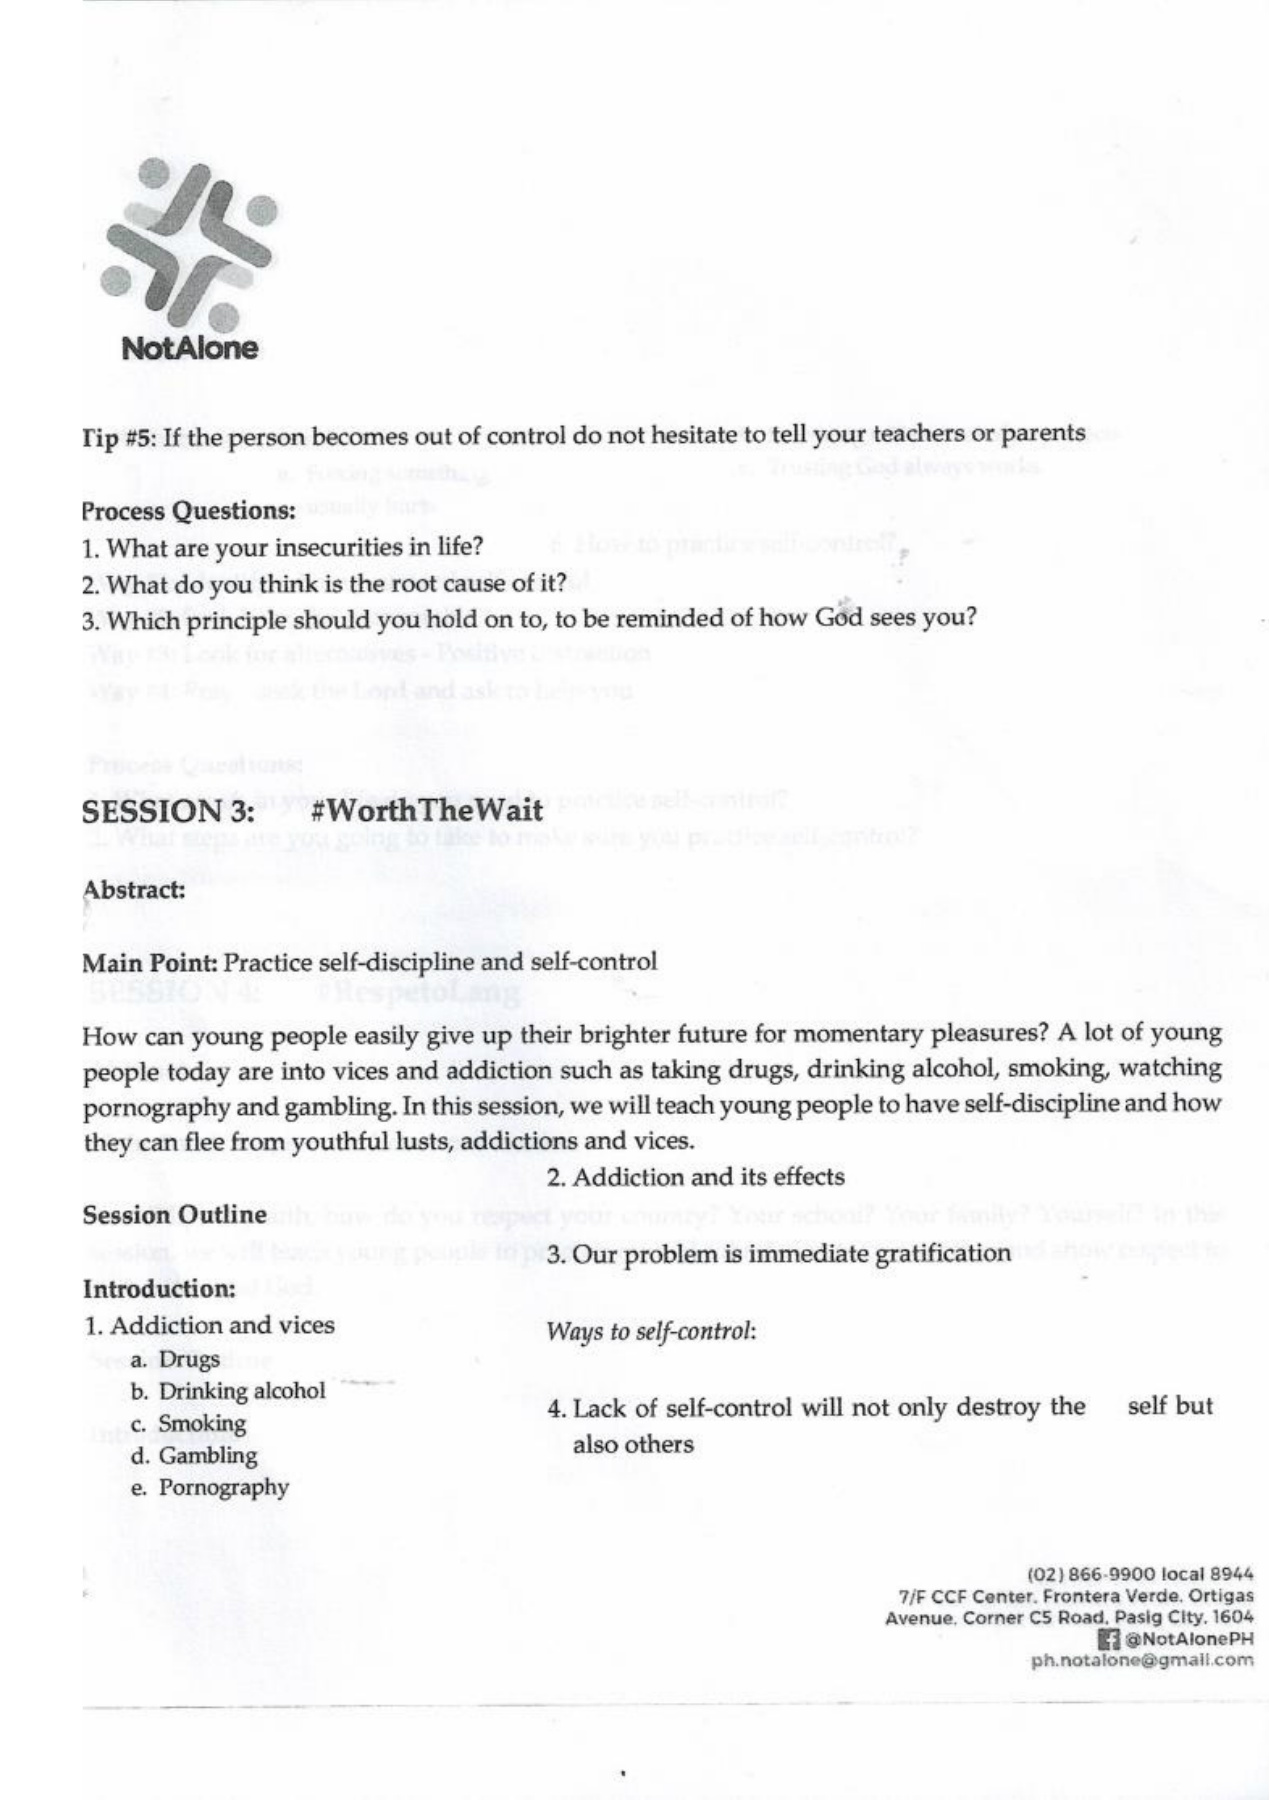 NotAlone
Tip #5: If the person becomes out of control do not hesitate to tell your teachers or parents
Process Questions:
1. What are your insecurities in life?
2. What do you think is the root cause of it?
3. Which principle should you hold on to, to be reminded of how God sees you?
SESSION 3: #WorthTheWait
Abstract:
Main Point: Practice self-discipline and self-control
How can young people easily give up their brighter future for momentary pleasures? A lot of young
people today are into vices and addiction such as taking drugs, drinking alcohol, smoking, watching
pornography and gambling. In this session, we will teach young people to have self-discipline and how
they can flee from youthful lusts, addictions and vices.
Session Outline
Introduction:
1. Addiction and vices
a. Drugs
b. Drinking alcohol
c. Smoking
d. Gambling
e. Pornography
2. Addiction and its effects
3. Our problem is immediate gratification
Ways to self-control:
4. Lack of self-control will not only destroy the self but
also others
(02) 866-9900 local 8944
7/F CCF Center. Frontera Verde. Ortigas
Avenue. Corner C5 Road, Pasig City. 1604
@NotAlonePH
ph.notalone@gmail.com